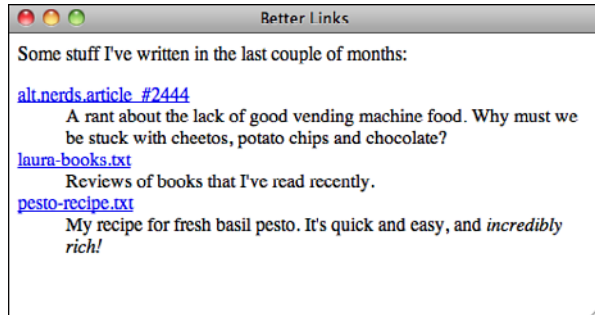 Better Links
Some stuff I've written in the last couple of months:
alt.nerds.article_#2444
A rant about the lack of good vending machine food. Why must we
be stuck with cheetos, potato chips and chocolate?
laura-books.txt
Reviews of books that I've read recently.
pesto-recipe.txt
My recipe for fresh basil pesto. It's quick and easy, and incredibly
rich!